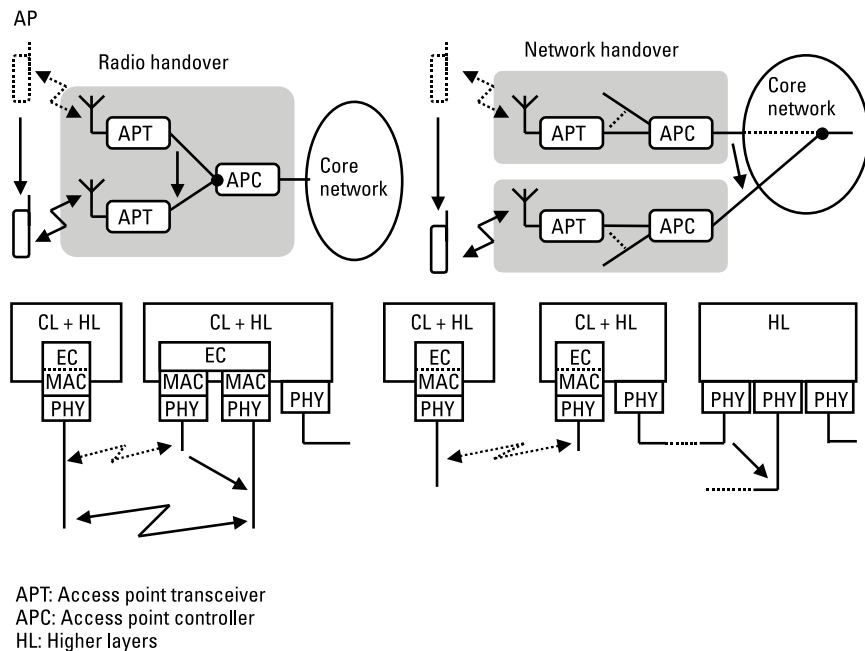 AP
Radio handover
APT
APT
APC
Core
network
Network handover
APT
APC
APT
APC
Core
network
CL + HL
EC
MAC
PHY
CL + HL
EC
MAC MAC
PHY PHY PHY
CL + HL
EC
MAC
PHY
CL + HL
EC
MAC
PHY PHY
HL
PHY PHY PHY
APT: Access point transceiver
APC: Access point controller
HL: Higher layers